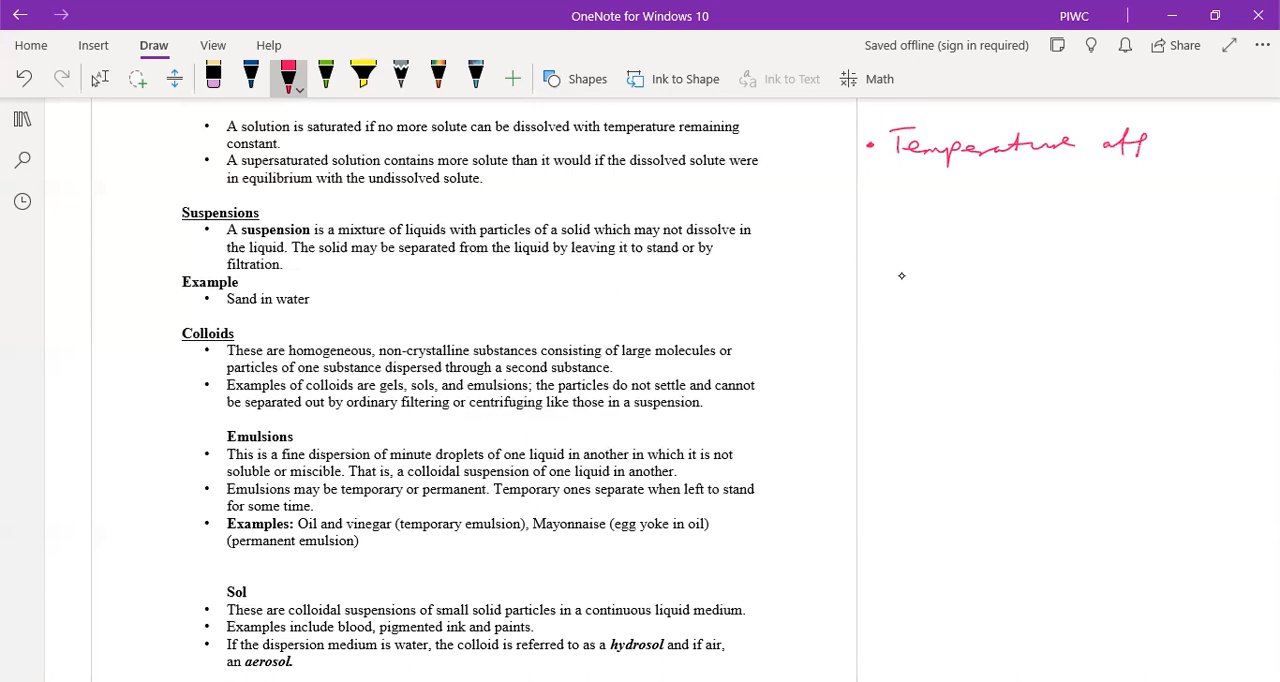 OneNote for Windows 10
PIWC
Home Insert Draw View Help
Saved offline (sign in required)
Share
Shapes
Ink to Shape
Ink to Text
Math
• A solution is saturated if no more solute can be dissolved with temperature remaining
constant.
• A supersaturated solution contains more solute than it would if the dissolved solute were
in equilibrium with the undissolved solute.
Suspensions
• A suspension is a mixture of liquids with particles of a solid which may not dissolve in
the liquid. The solid may be separated from the liquid by leaving it to stand or by
filtration.
Example
• Sand in water
Colloids
• These are homogeneous, non-crystalline substances consisting of large molecules or
particles of one substance dispersed through a second substance.
• Examples of colloids are gels, sols, and emulsions; the particles do not settle and cannot
be separated out by ordinary filtering or centrifuging like those in a suspension.
Emulsions
• This is a fine dispersion of minute droplets of one liquid in another in which it is not
soluble or miscible. That is, a colloidal suspension of one liquid in another.
• Emulsions may be temporary or permanent. Temporary ones separate when left to stand
for some time.
• Examples: Oil and vinegar (temporary emulsion), Mayonnaise (egg yoke in oil)
(permanent emulsion)
Sol
• These are colloidal suspensions of small solid particles in a continuous liquid medium.
• Examples include blood, pigmented ink and paints.
• If the dispersion medium is water, the colloid is referred to as a hydrosol and if air,
an aerosol.
• Temperature aff